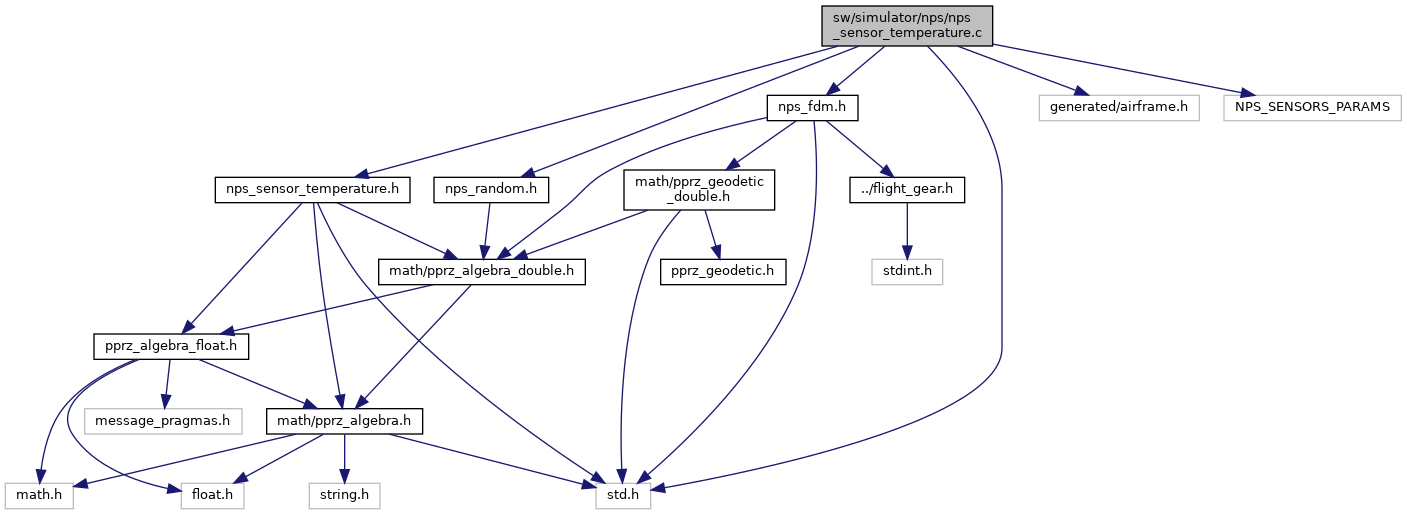 sw/simulator/nps/nps
_sensor_temperature.c
nps_fdm.h
generated/airframe.h
NPS_SENSORS_PARAMS
nps_sensor_temperature.h
nps_random.h
math/pprz_geodetic
_double.h
../flight_gear.h
math/pprz_algebra_double.h
pprz_geodetic.h
stdint.h
pprz_algebra_float.h
message_pragmas.h
math/pprz_algebra.h
math.h
float.h
string.h
std.h